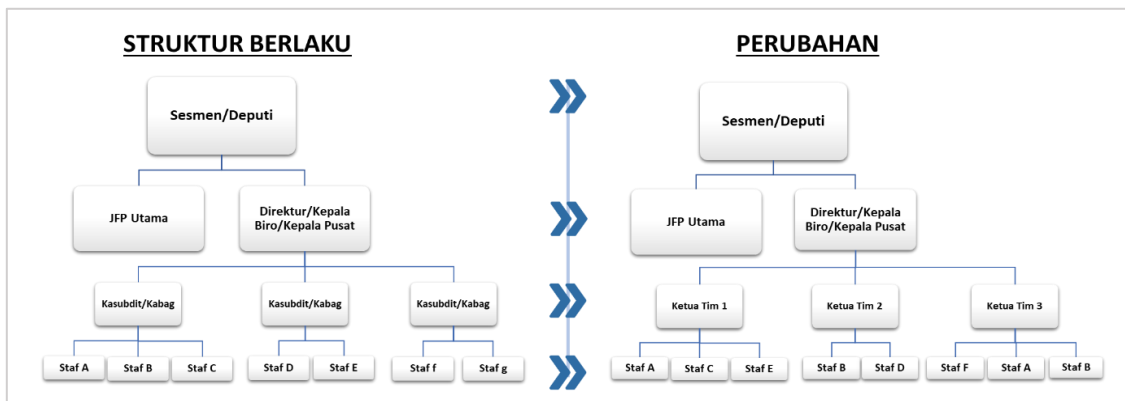 STRUKTUR BERLAKU
Sesmen/Deputi
JFP Utama
Direktur/Kepala
Biro/Kepala Pusat
Kasubdit/Kabag
Kasubdit/Kabag
Kasubdit/Kabag
Staf A
Staf B
Staf C
Staf D
Staf E
Staf f
Staf g
PERUBAHAN
Sesmen/Deputi
JFP Utama
Direktur/Kepala
Biro/Kepala Pusat
Ketua Tim 1
Ketua Tim 2
Ketua Tim 3
Staf A
Staf C
Staf E
Staf B
Staf D
Staf F
Staf A
Staf B